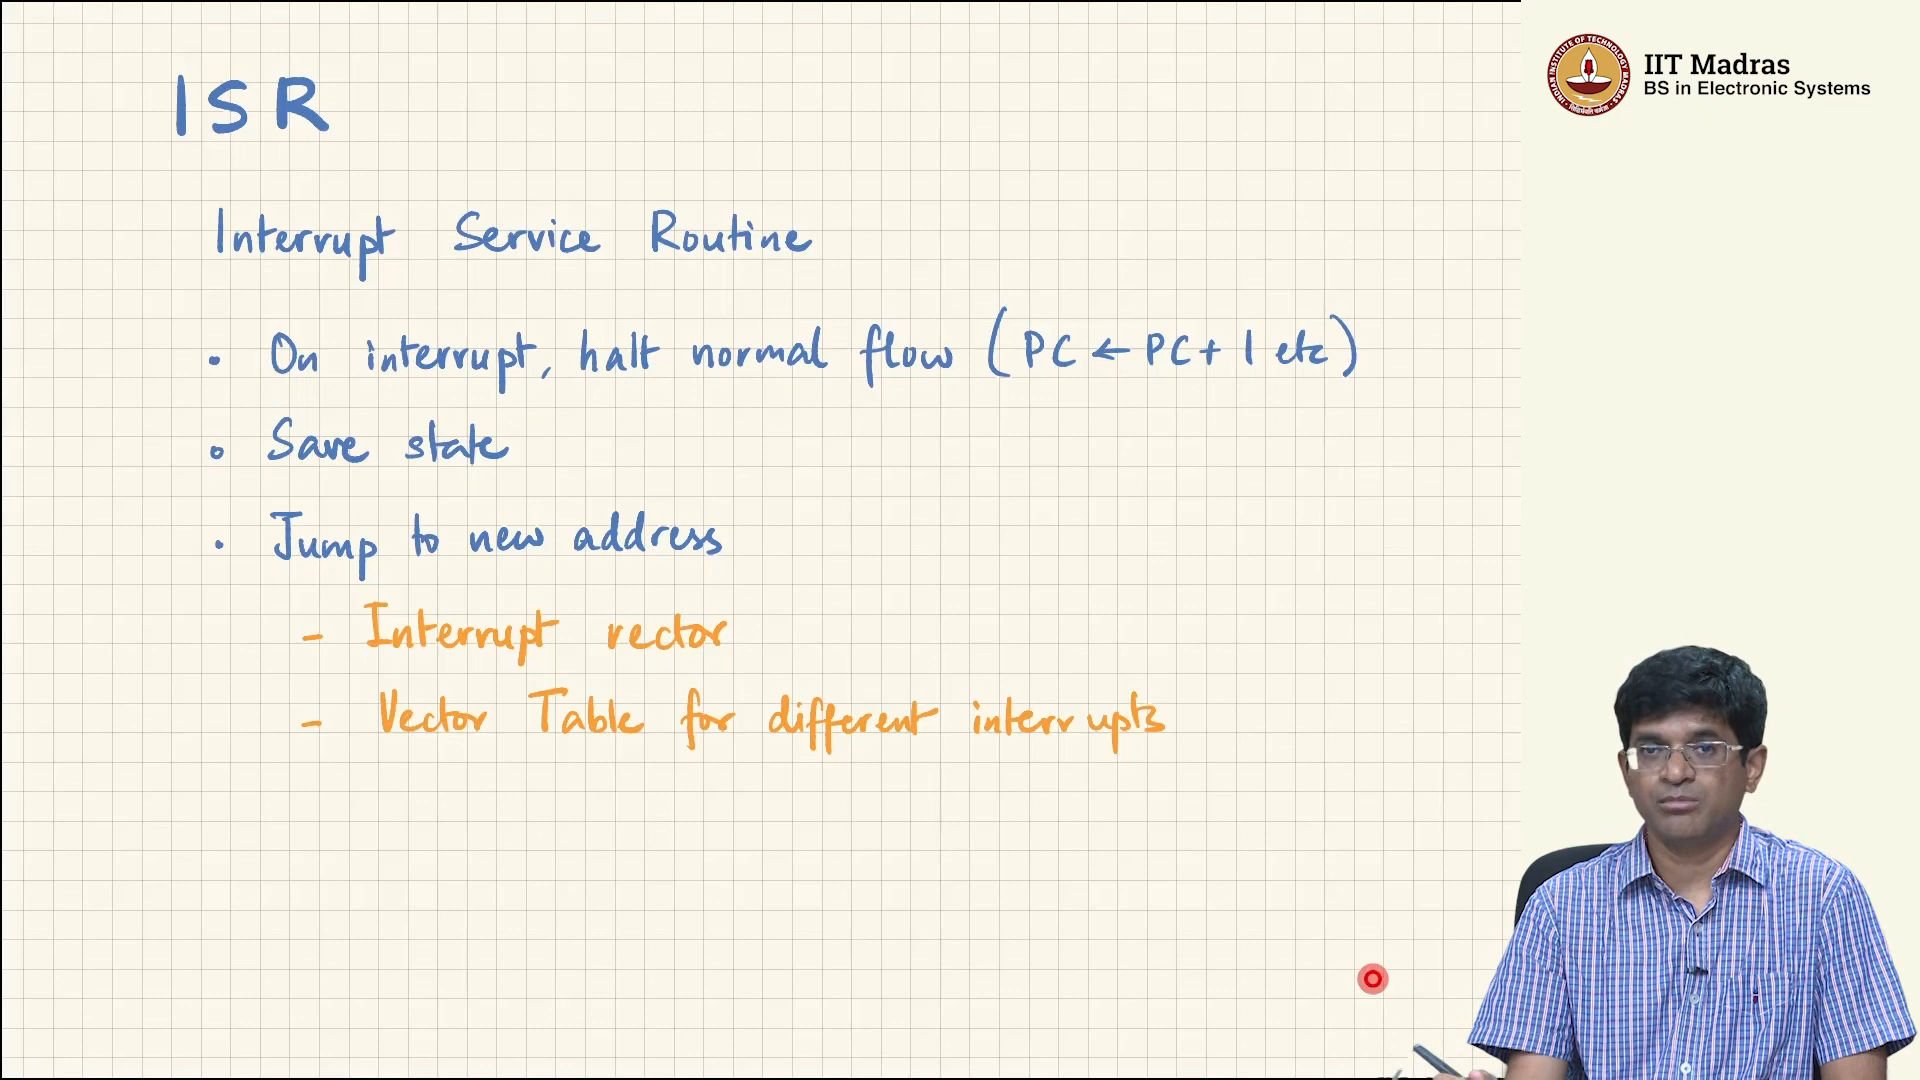 ISR
Interrupt Service Routine
• On interrupt, halt normal flow (PC ← PC + 1 etc)
• Save state
• Jump to new address
- Interrupt vector
- Vector Table for different interrupts
IIT Madras
BS in Electronic Systems